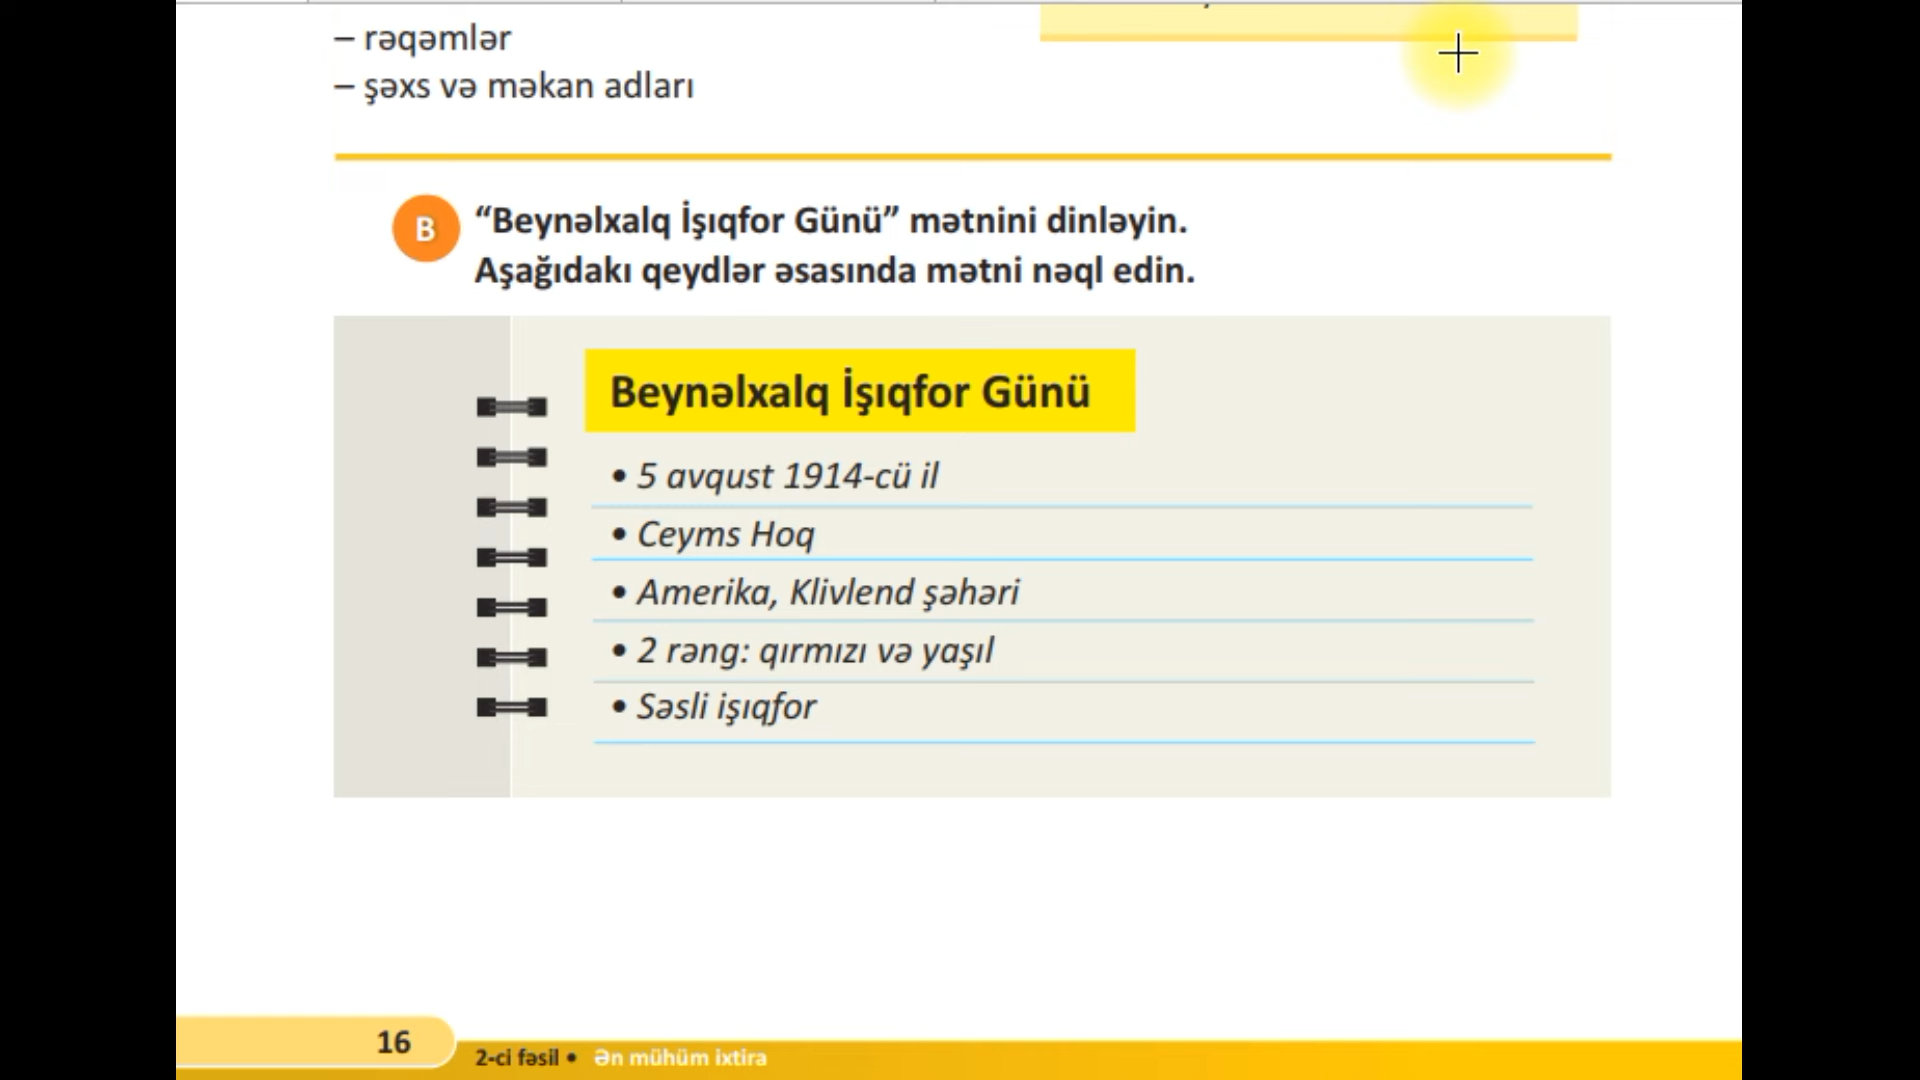 – rəqəmlər
– şəxs və məkan adları
B
“Beynəlxalq İşıqfor Günü” mətnini dinləyin.
Aşağıdakı qeydlər əsasında mətni nəql edin.
Beynəlxalq İşıqfor Günü
• 5 avqust 1914-cü il
• Ceyms Hoq
• Amerika, Klivlend şəhəri
• 2 rəng: qırmızı və yaşıl
• Səsli işıqfor
16
2-ci fəsil • Ən mühüm ixtira